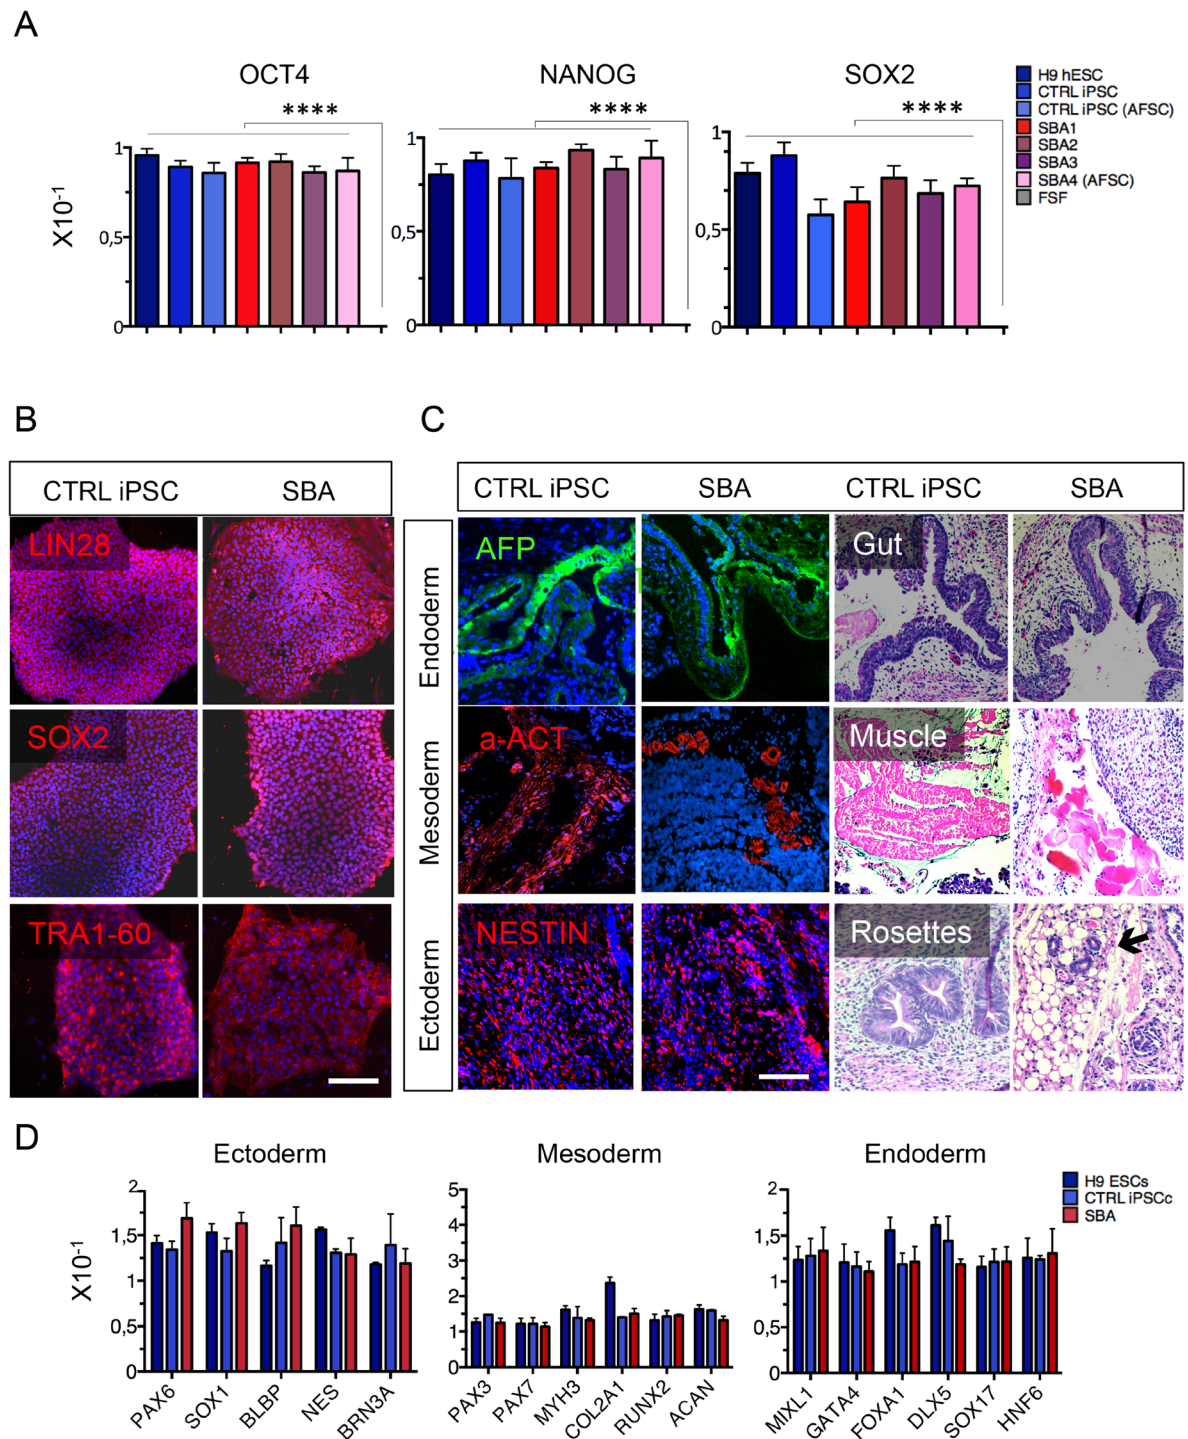 A
OCT4
NANOG
SOX2
****
****
****
H9 hESC
CTRL iPSC
CTRL iPSC (AFSC)
SBA1
SBA2
SBA3
SBA4 (AFSC)
FSF
X10-1
1
0,5
0
1
0,5
0
1
0,5
0
B
C
CTRL iPSC
SBA
CTRL iPSC
SBA
CTRL iPSC
SBA
LIN28
SOX2
TRA1-60
Endoderm
Mesoderm
Ectoderm
AFP
Gut
a-ACT
Muscle
NESTIN
Rosettes
D
Ectoderm
Mesoderm
Endoderm
H9 ESCs
CTRL iPSCc
SBA
X10-1
2
1,5
1
0,5
0
5
4
3
2
1
0
2
1,5
1
0,5
0
PAX6
SOX1
BLBP
NES
BRN3A
PAX3
PAX7
MYH3
COL2A1
RUNX2
ACAN
MIXL1
GATA4
FOXA1
DLX5
SOX17
HNF6